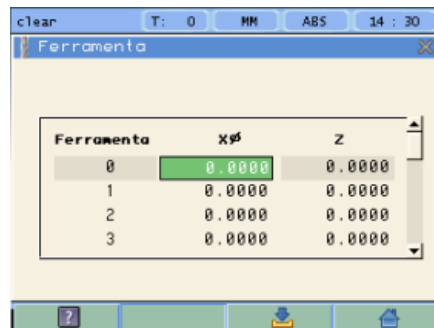 clear T: 0 MM ABS 14 : 30
Ferramenta
Ferramenta XØ Z
0 0.0000 0.0000
1 0.0000 0.0000
2 0.0000 0.0000
3 0.0000 0.0000
?